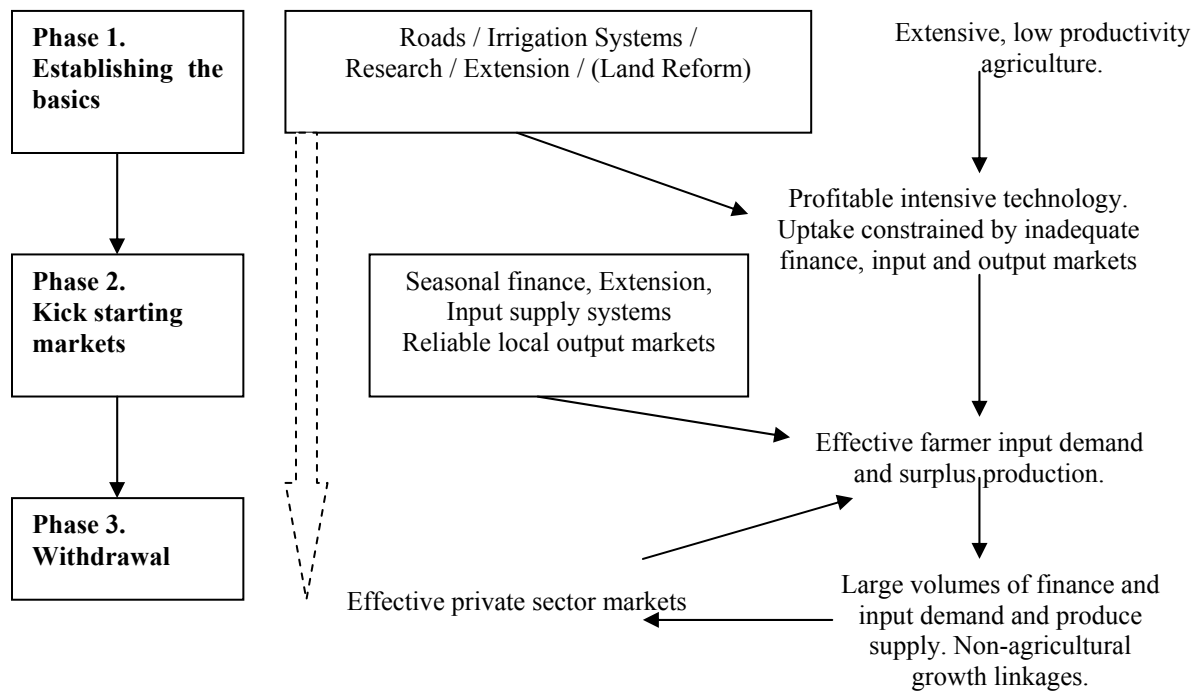 Phase 1.
Establishing the
basics
Roads / Irrigation Systems /
Research / Extension / (Land Reform)
Extensive, low productivity
agriculture.
Profitable intensive technology.
Uptake constrained by inadequate
finance, input and output markets
Phase 2.
Kick starting
markets
Seasonal finance, Extension,
Input supply systems
Reliable local output markets
Effective farmer input demand
and surplus production.
Phase 3.
Withdrawal
Effective private sector markets
Large volumes of finance and
input demand and produce
supply. Non-agricultural
growth linkages.